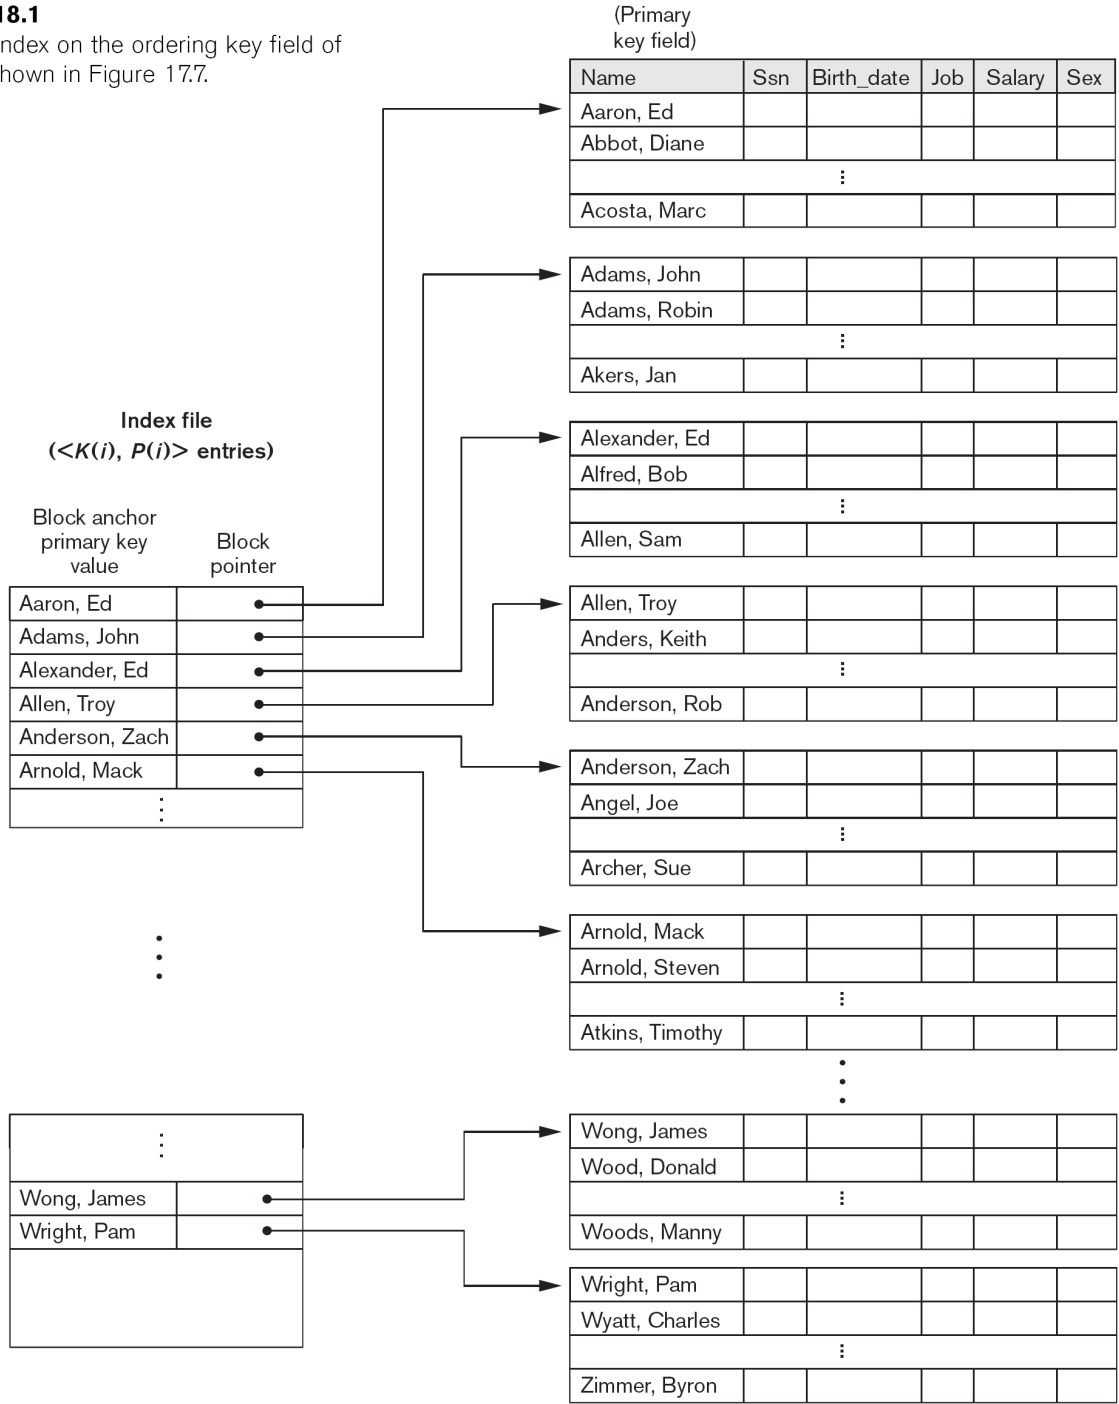 18.1
ndex on the ordering key field of
hown in Figure 17.7.
(Primary
key field)
Name Ssn Birth_date Job Salary Sex
Aaron, Ed
Abbot, Diane
⋮
Acosta, Marc
Adams, John
Adams, Robin
⋮
Akers, Jan
Alexander, Ed
Alfred, Bob
⋮
Allen, Sam
Allen, Troy
Anders, Keith
⋮
Anderson, Rob
Anderson, Zach
Angel, Joe
⋮
Archer, Sue
Arnold, Mack
Arnold, Steven
⋮
Atkins, Timothy
⋮
Wong, James
Wood, Donald
⋮
Woods, Manny
Wright, Pam
Wyatt, Charles
⋮
Zimmer, Byron
Index file
(<K(i), P(i)> entries)
Block anchor
primary key
value
Block
pointer
Aaron, Ed
Adams, John
Alexander, Ed
Allen, Troy
Anderson, Zach
Arnold, Mack
⋮
⋮
⋮
Wong, James
Wright, Pam